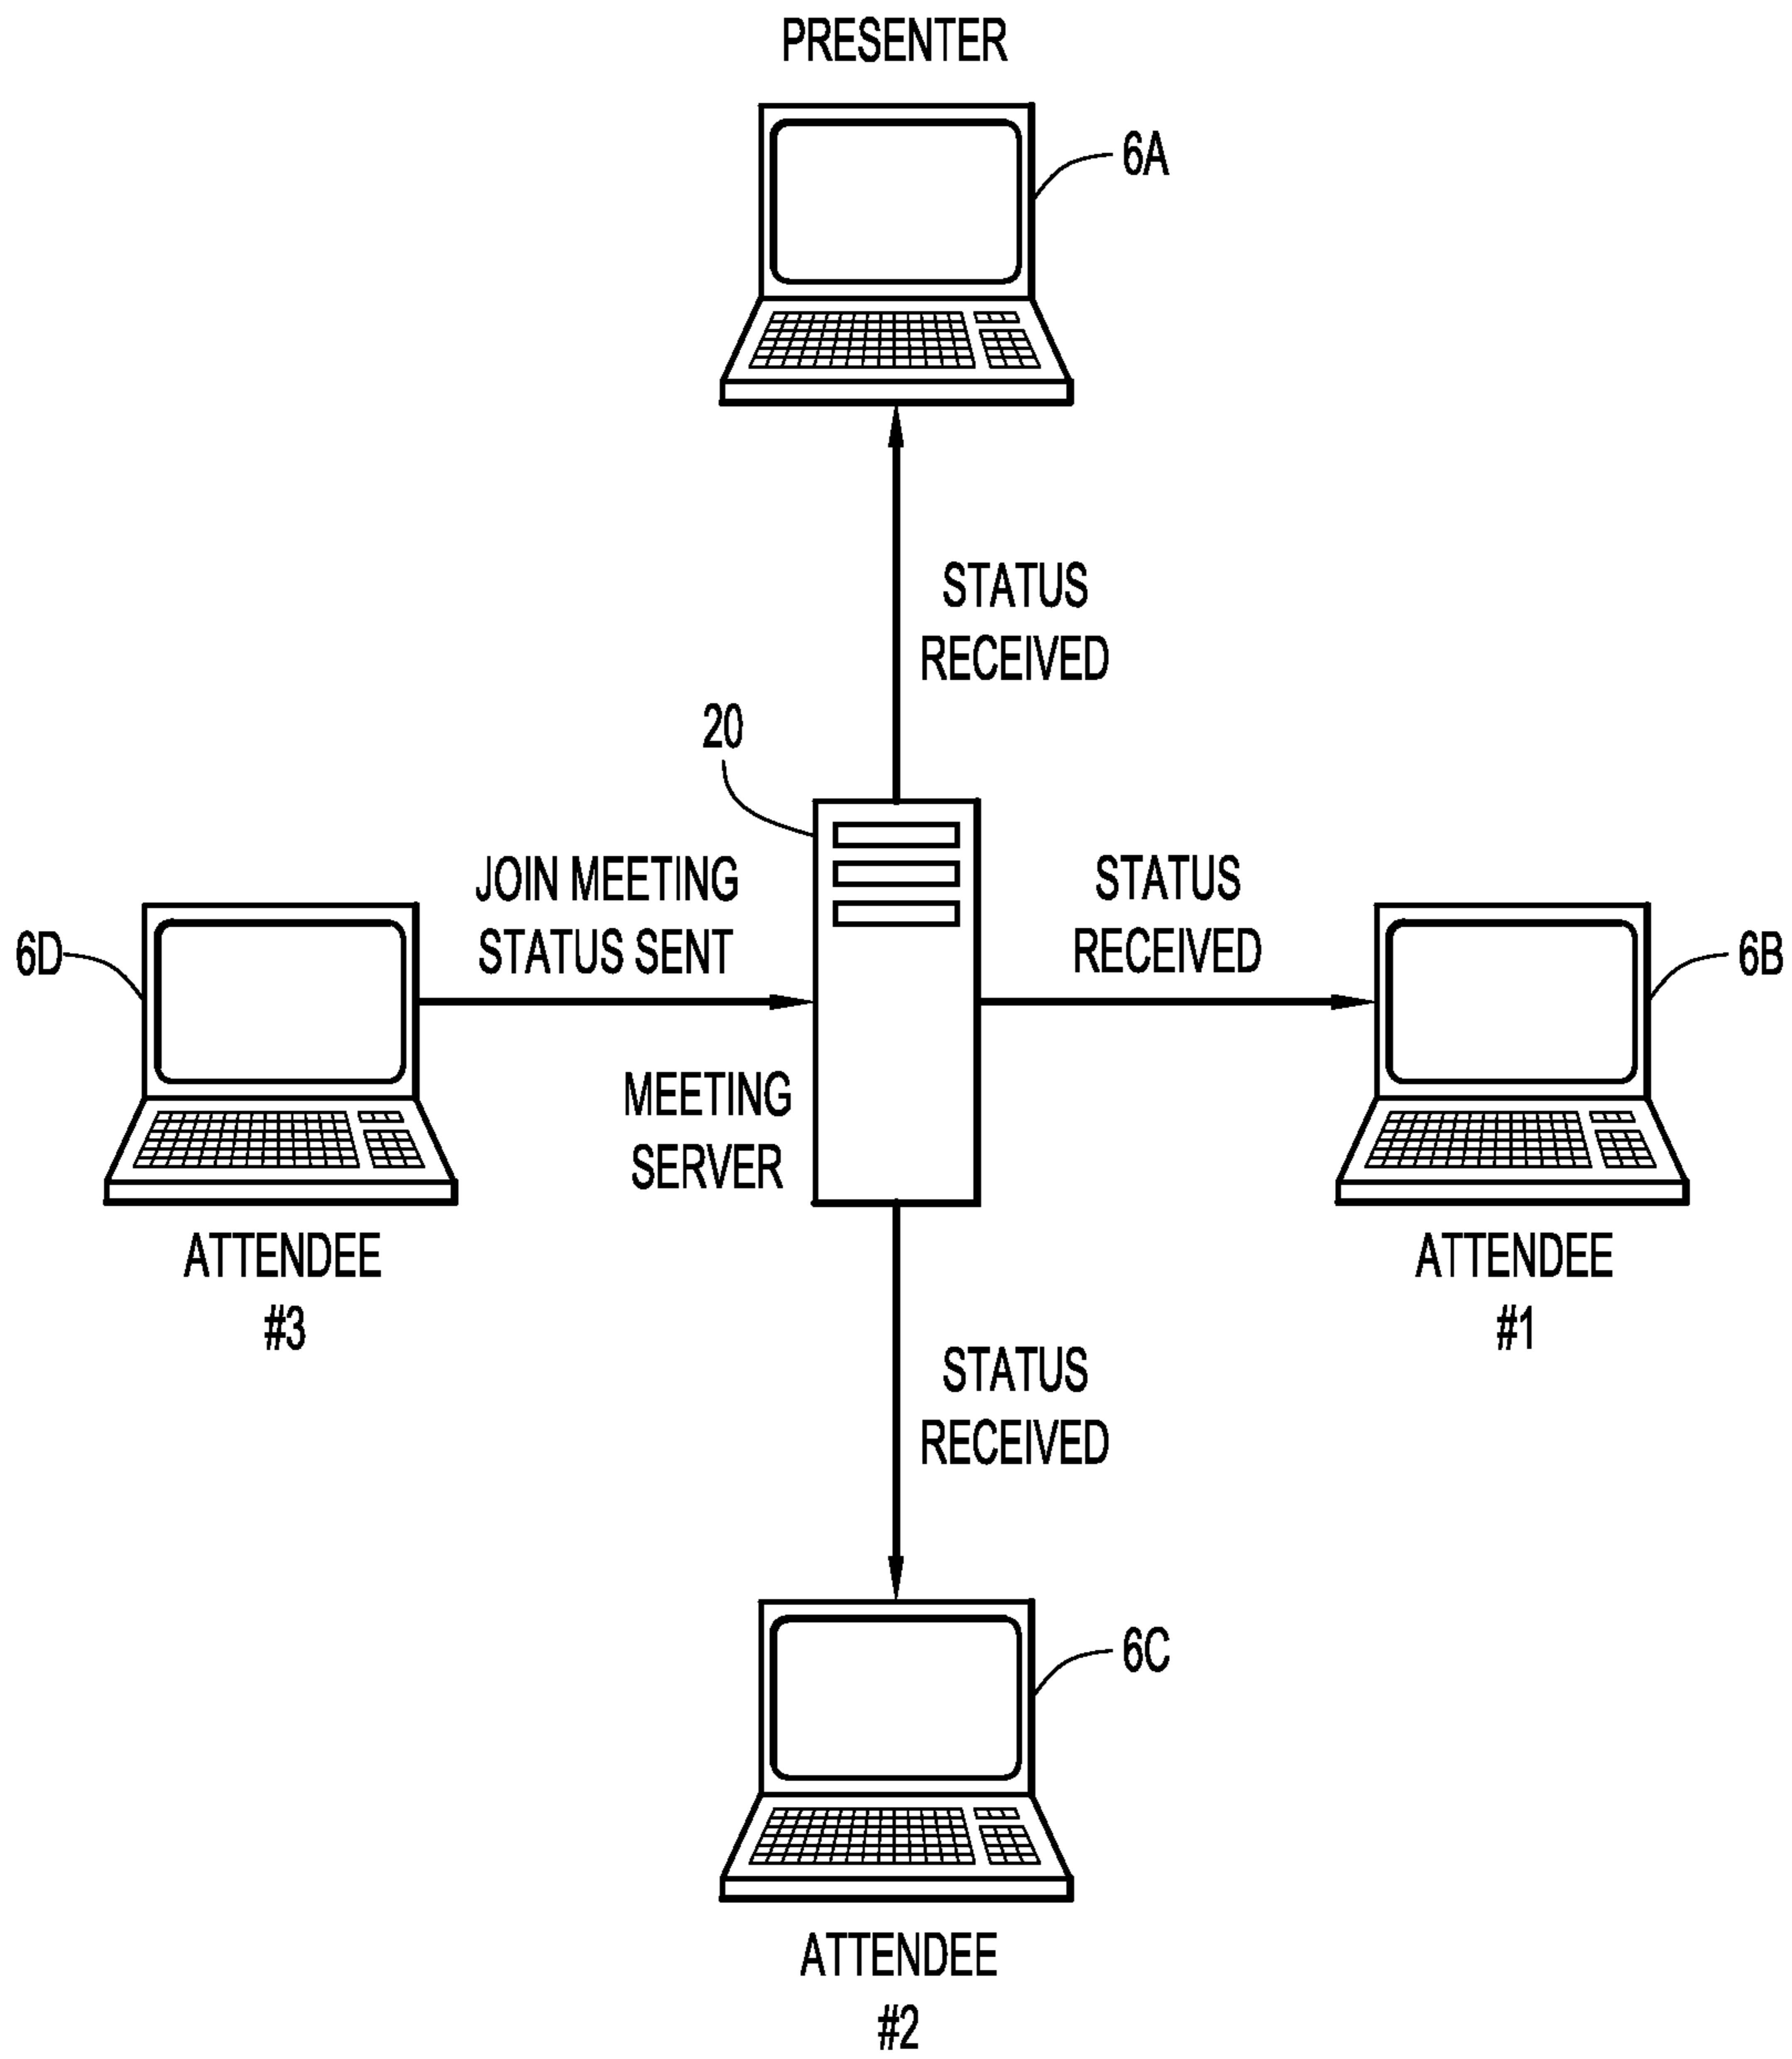 PRESENTER
6A
STATUS
RECEIVED
20
JOIN MEETING
STATUS SENT
STATUS
RECEIVED
6D
6B
MEETING
SERVER
ATTENDEE
#3
ATTENDEE
#1
STATUS
RECEIVED
6C
ATTENDEE
#2